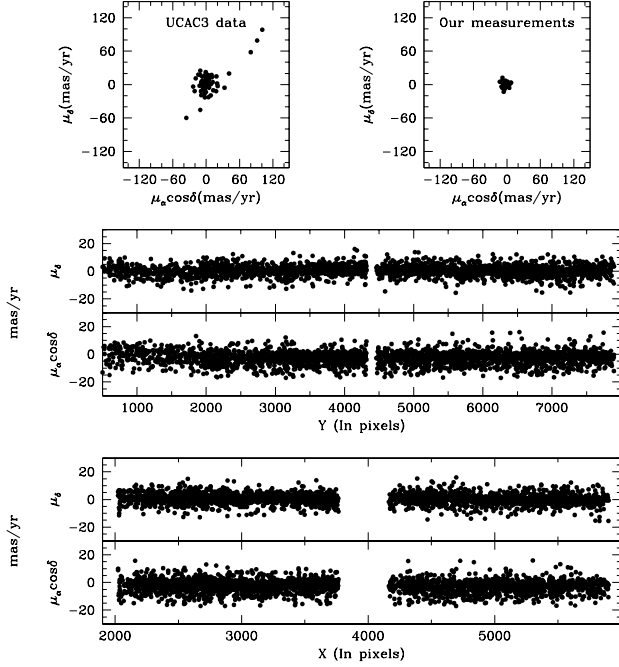 120
60
0
−60
−120
UCAC3 data
μδ(mas/yr)
−120 −60 0 60 120
μαcosδ(mas/yr)
120
60
0
−60
−120
Our measurements
μδ(mas/yr)
−120 −60 0 60 120
μαcosδ(mas/yr)
mas/yr
20
0
−20
μδ
20
0
−20
μαcosδ
1000 2000 3000 4000 5000 6000 7000
Y (In pixels)
mas/yr
20
0
−20
μδ
20
0
−20
μαcosδ
2000 3000 4000 5000
X (In pixels)